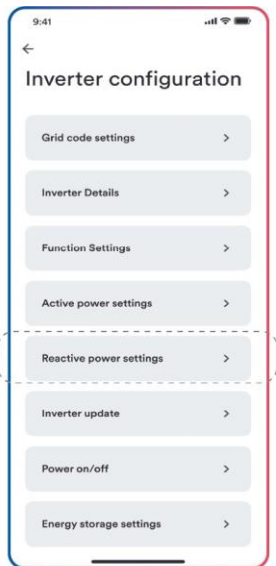 9:41
Inverter configuration
Grid code settings
Inverter Details
Function Settings
Active power settings
Reactive power settings
Inverter update
Power on/off
Energy storage settings